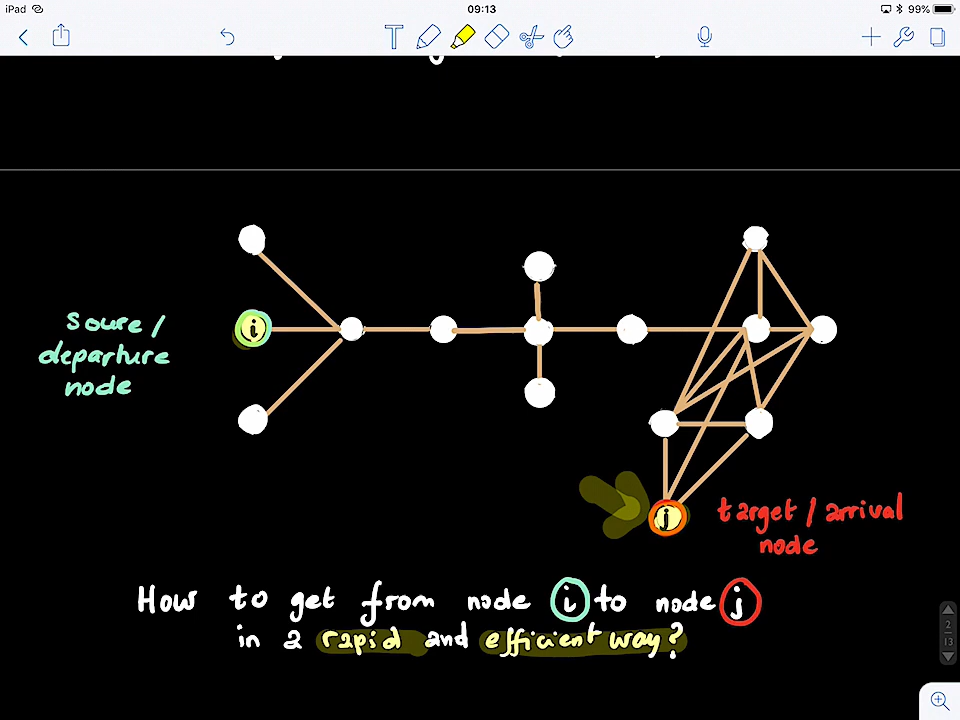 iPad
09:13
99%
T
soure /
departure
node
i
j
target / arrival
node
How to get from node i to node j
in a rapid and efficient way?
2
13